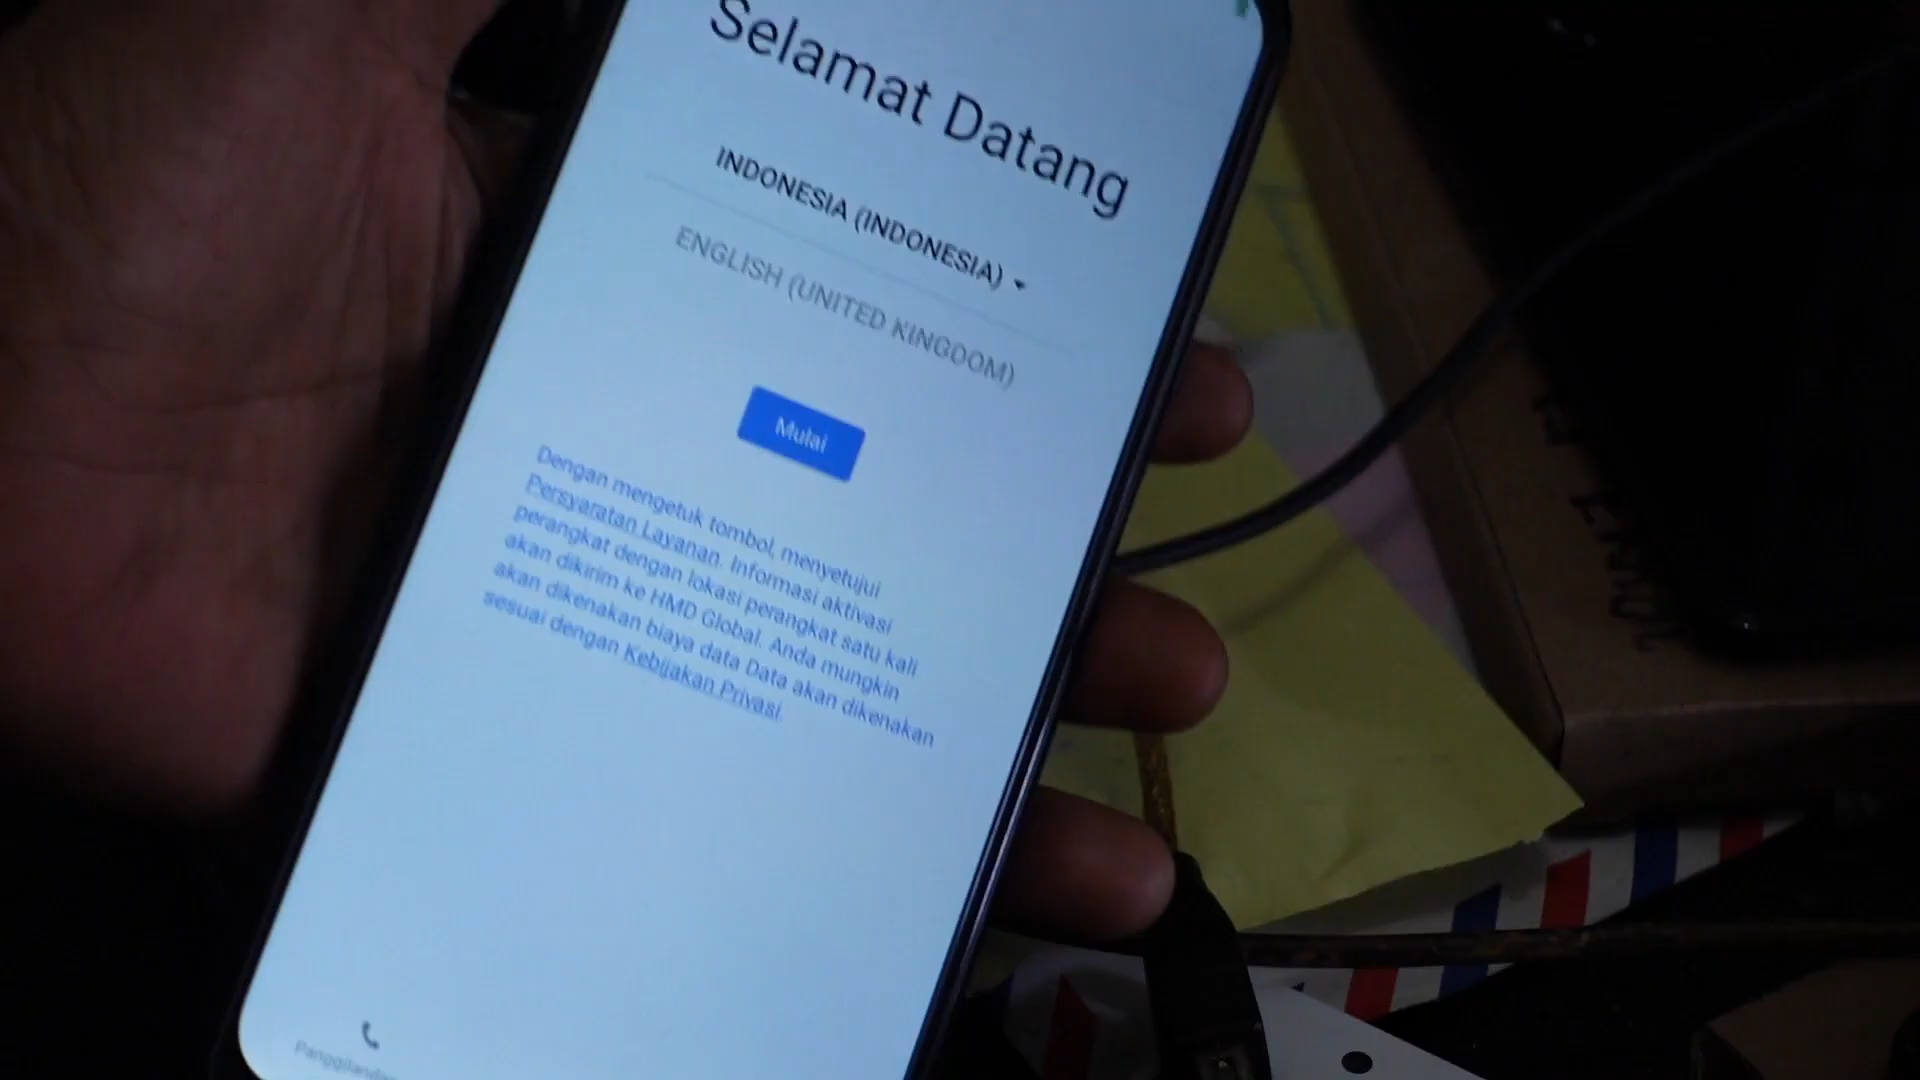 Selamat Datang
INDONESIA (INDONESIA)
ENGLISH (UNITED KINGDOM)
Mulai
Dengan mengetuk tombol, menyetujui
Persyaratan Layanan. Informasi aktivasi
perangkat dengan lokasi perangkat satu kali
akan dikirim ke HMD Global. Anda mungkin
akan dikenakan biaya data Data akan dikenakan
sesuai dengan Kebijakan Privasi.